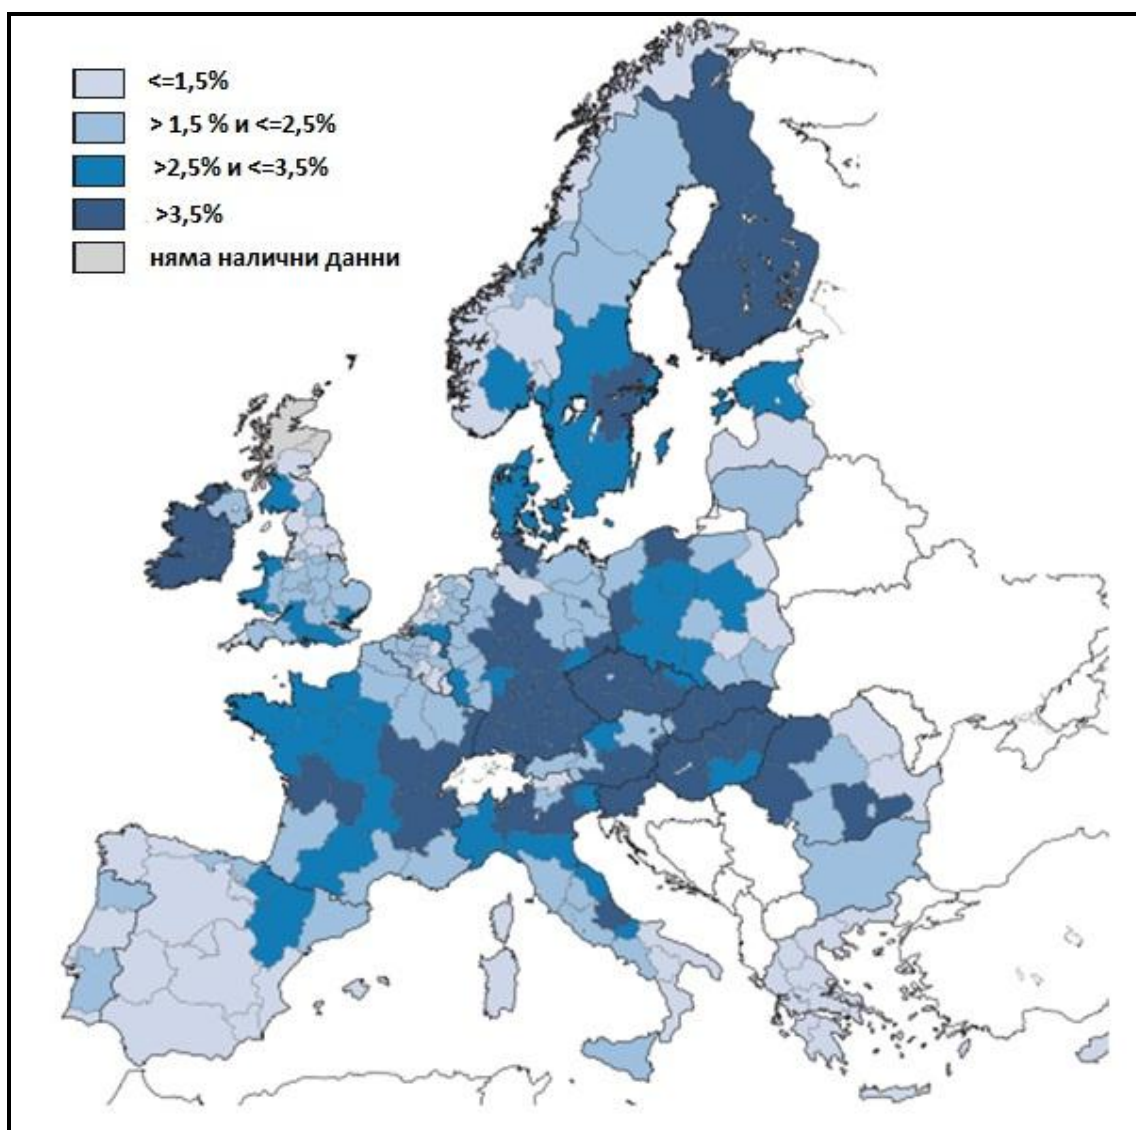 <=1,5%
> 1,5 % и <=2,5%
>2,5% и <=3,5%
>3,5%
няма налични данни